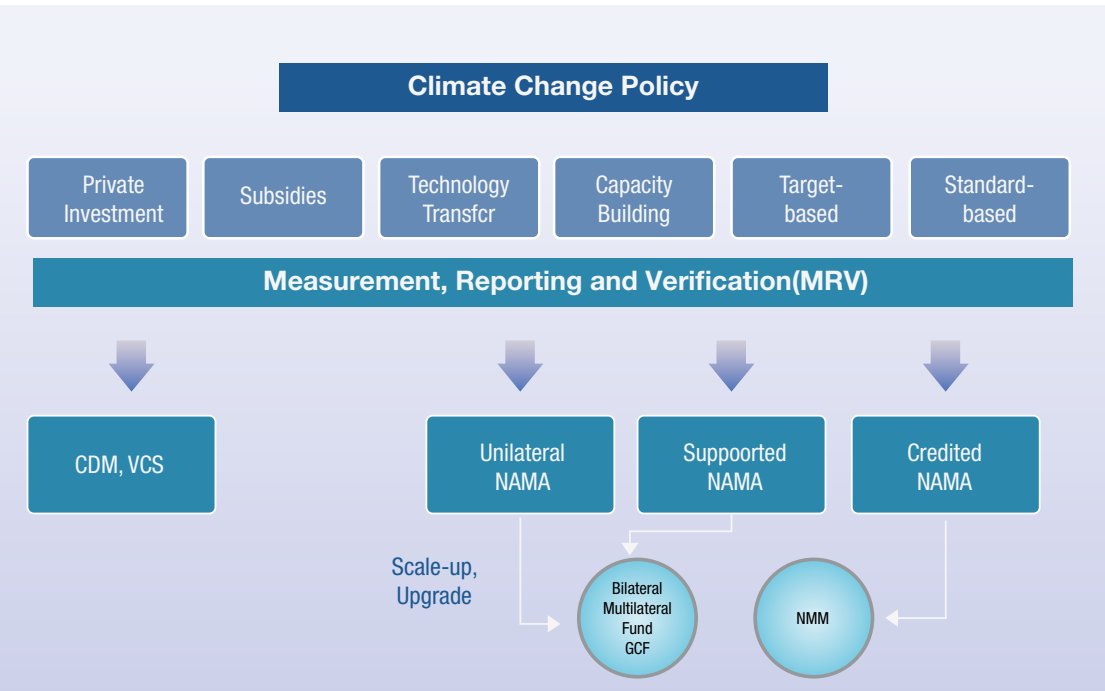 Climate Change Policy
Private
Investment
Subsidies
Technology
Transfcr
Capacity
Building
Target-
based
Standard-
based
Measurement, Reporting and Verification(MRV)
CDM, VCS
Unilateral
NAMA
Suppoorted
NAMA
Credited
NAMA
Scale-up,
Upgrade
Bilateral
Multilateral
Fund
GCF
NMM